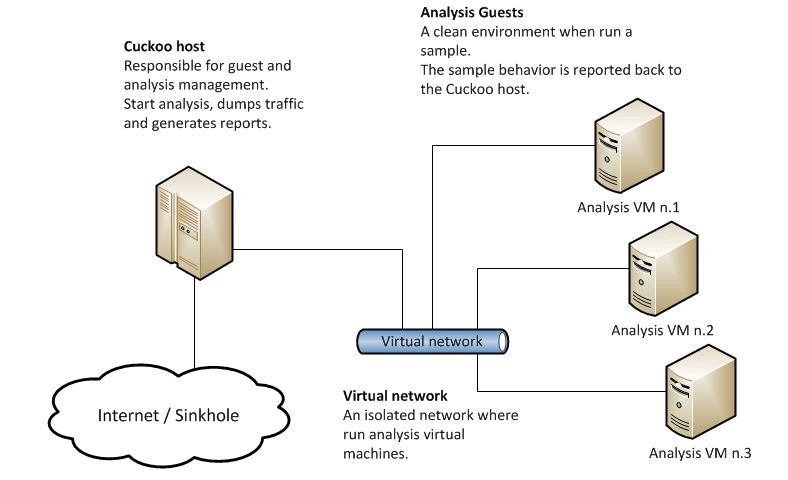 Cuckoo host
Responsible for guest and
analysis management.
Start analysis, dumps traffic
and generates reports.
Analysis Guests
A clean environment when run a
sample.
The sample behavior is reported back to
the Cuckoo host.
Analysis VM n.1
Analysis VM n.2
Virtual network
Analysis VM n.3
Internet / Sinkhole
Virtual network
An isolated network where
run analysis virtual
machines.